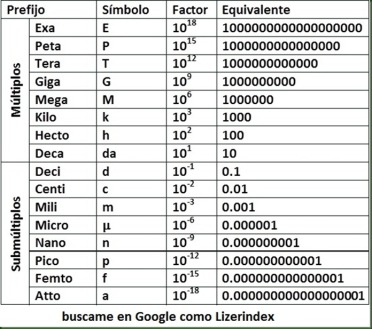 Prefijo Símbolo Factor Equivalente
Múltiplos
Exa E 10^18 1000000000000000000
Peta P 10^15 1000000000000000
Tera T 10^12 1000000000000
Giga G 10^9 1000000000
Mega M 10^6 1000000
Kilo k 10^3 1000
Hecto h 10^2 100
Deca da 10^1 10
Submúltiplos
Deci d 10^-1 0.1
Centi c 10^-2 0.01
Mili m 10^-3 0.001
Micro µ 10^-6 0.000001
Nano n 10^-9 0.000000001
Pico p 10^-12 0.000000000001
Femto f 10^-15 0.000000000000001
Atto a 10^-18 0.000000000000000001
buscame en Google como Lizerindex